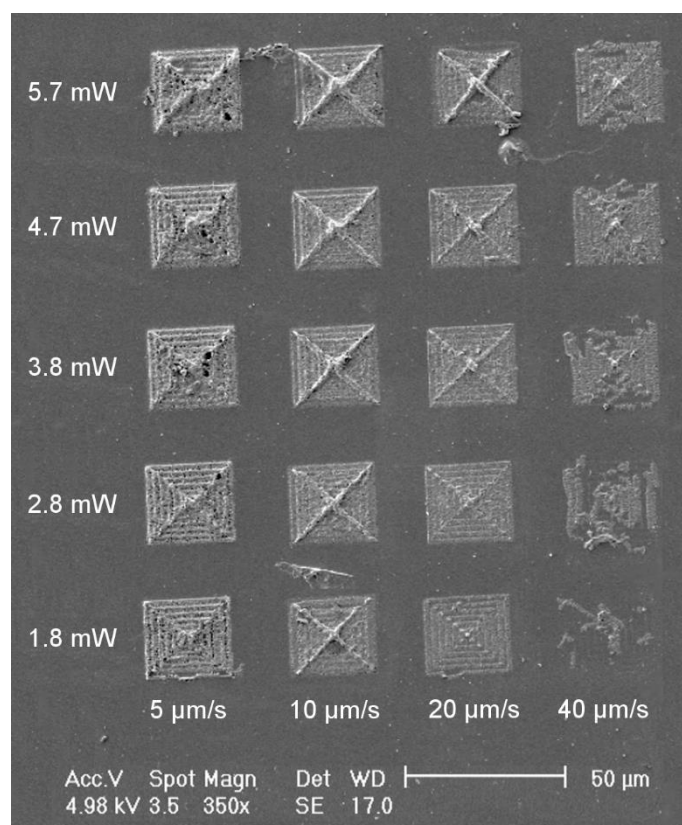 5.7 mW
4.7 mW
3.8 mW
2.8 mW
1.8 mW
5 µm/s 10 µm/s 20 µm/s 40 µm/s
Acc.V Spot Magn Det WD 50 µm
4.98 kV 3.5 350x SE 17.0